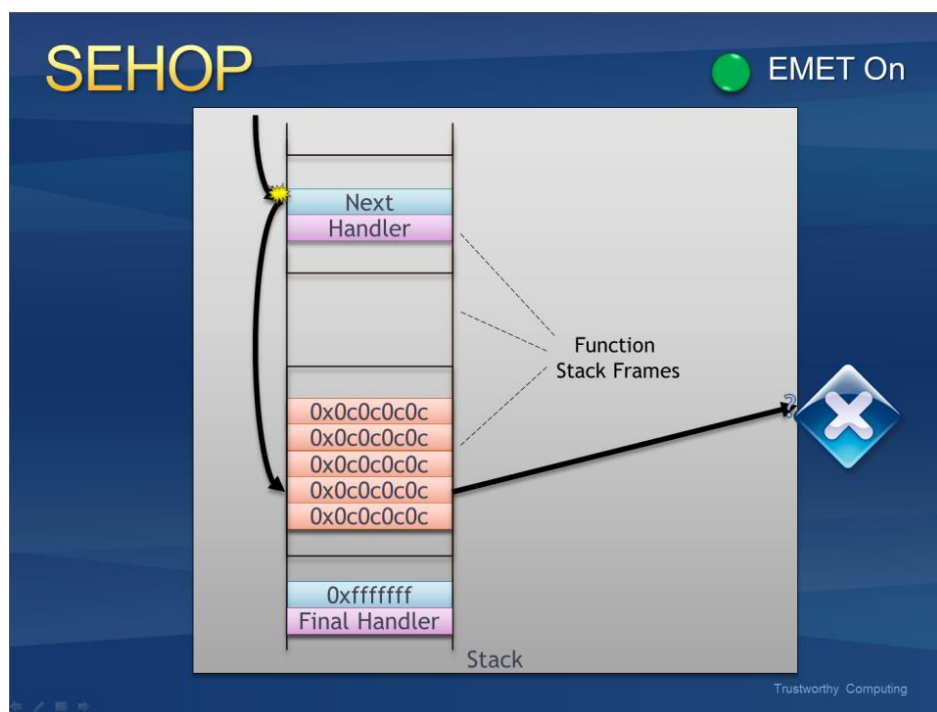 SEHOP
EMET On
Next
Handler
Function
Stack Frames
0x0c0c0c0c
0x0c0c0c0c
0x0c0c0c0c
0x0c0c0c0c
0x0c0c0c0c
0xfffffff
Final Handler
Stack
Trustworthy Computing